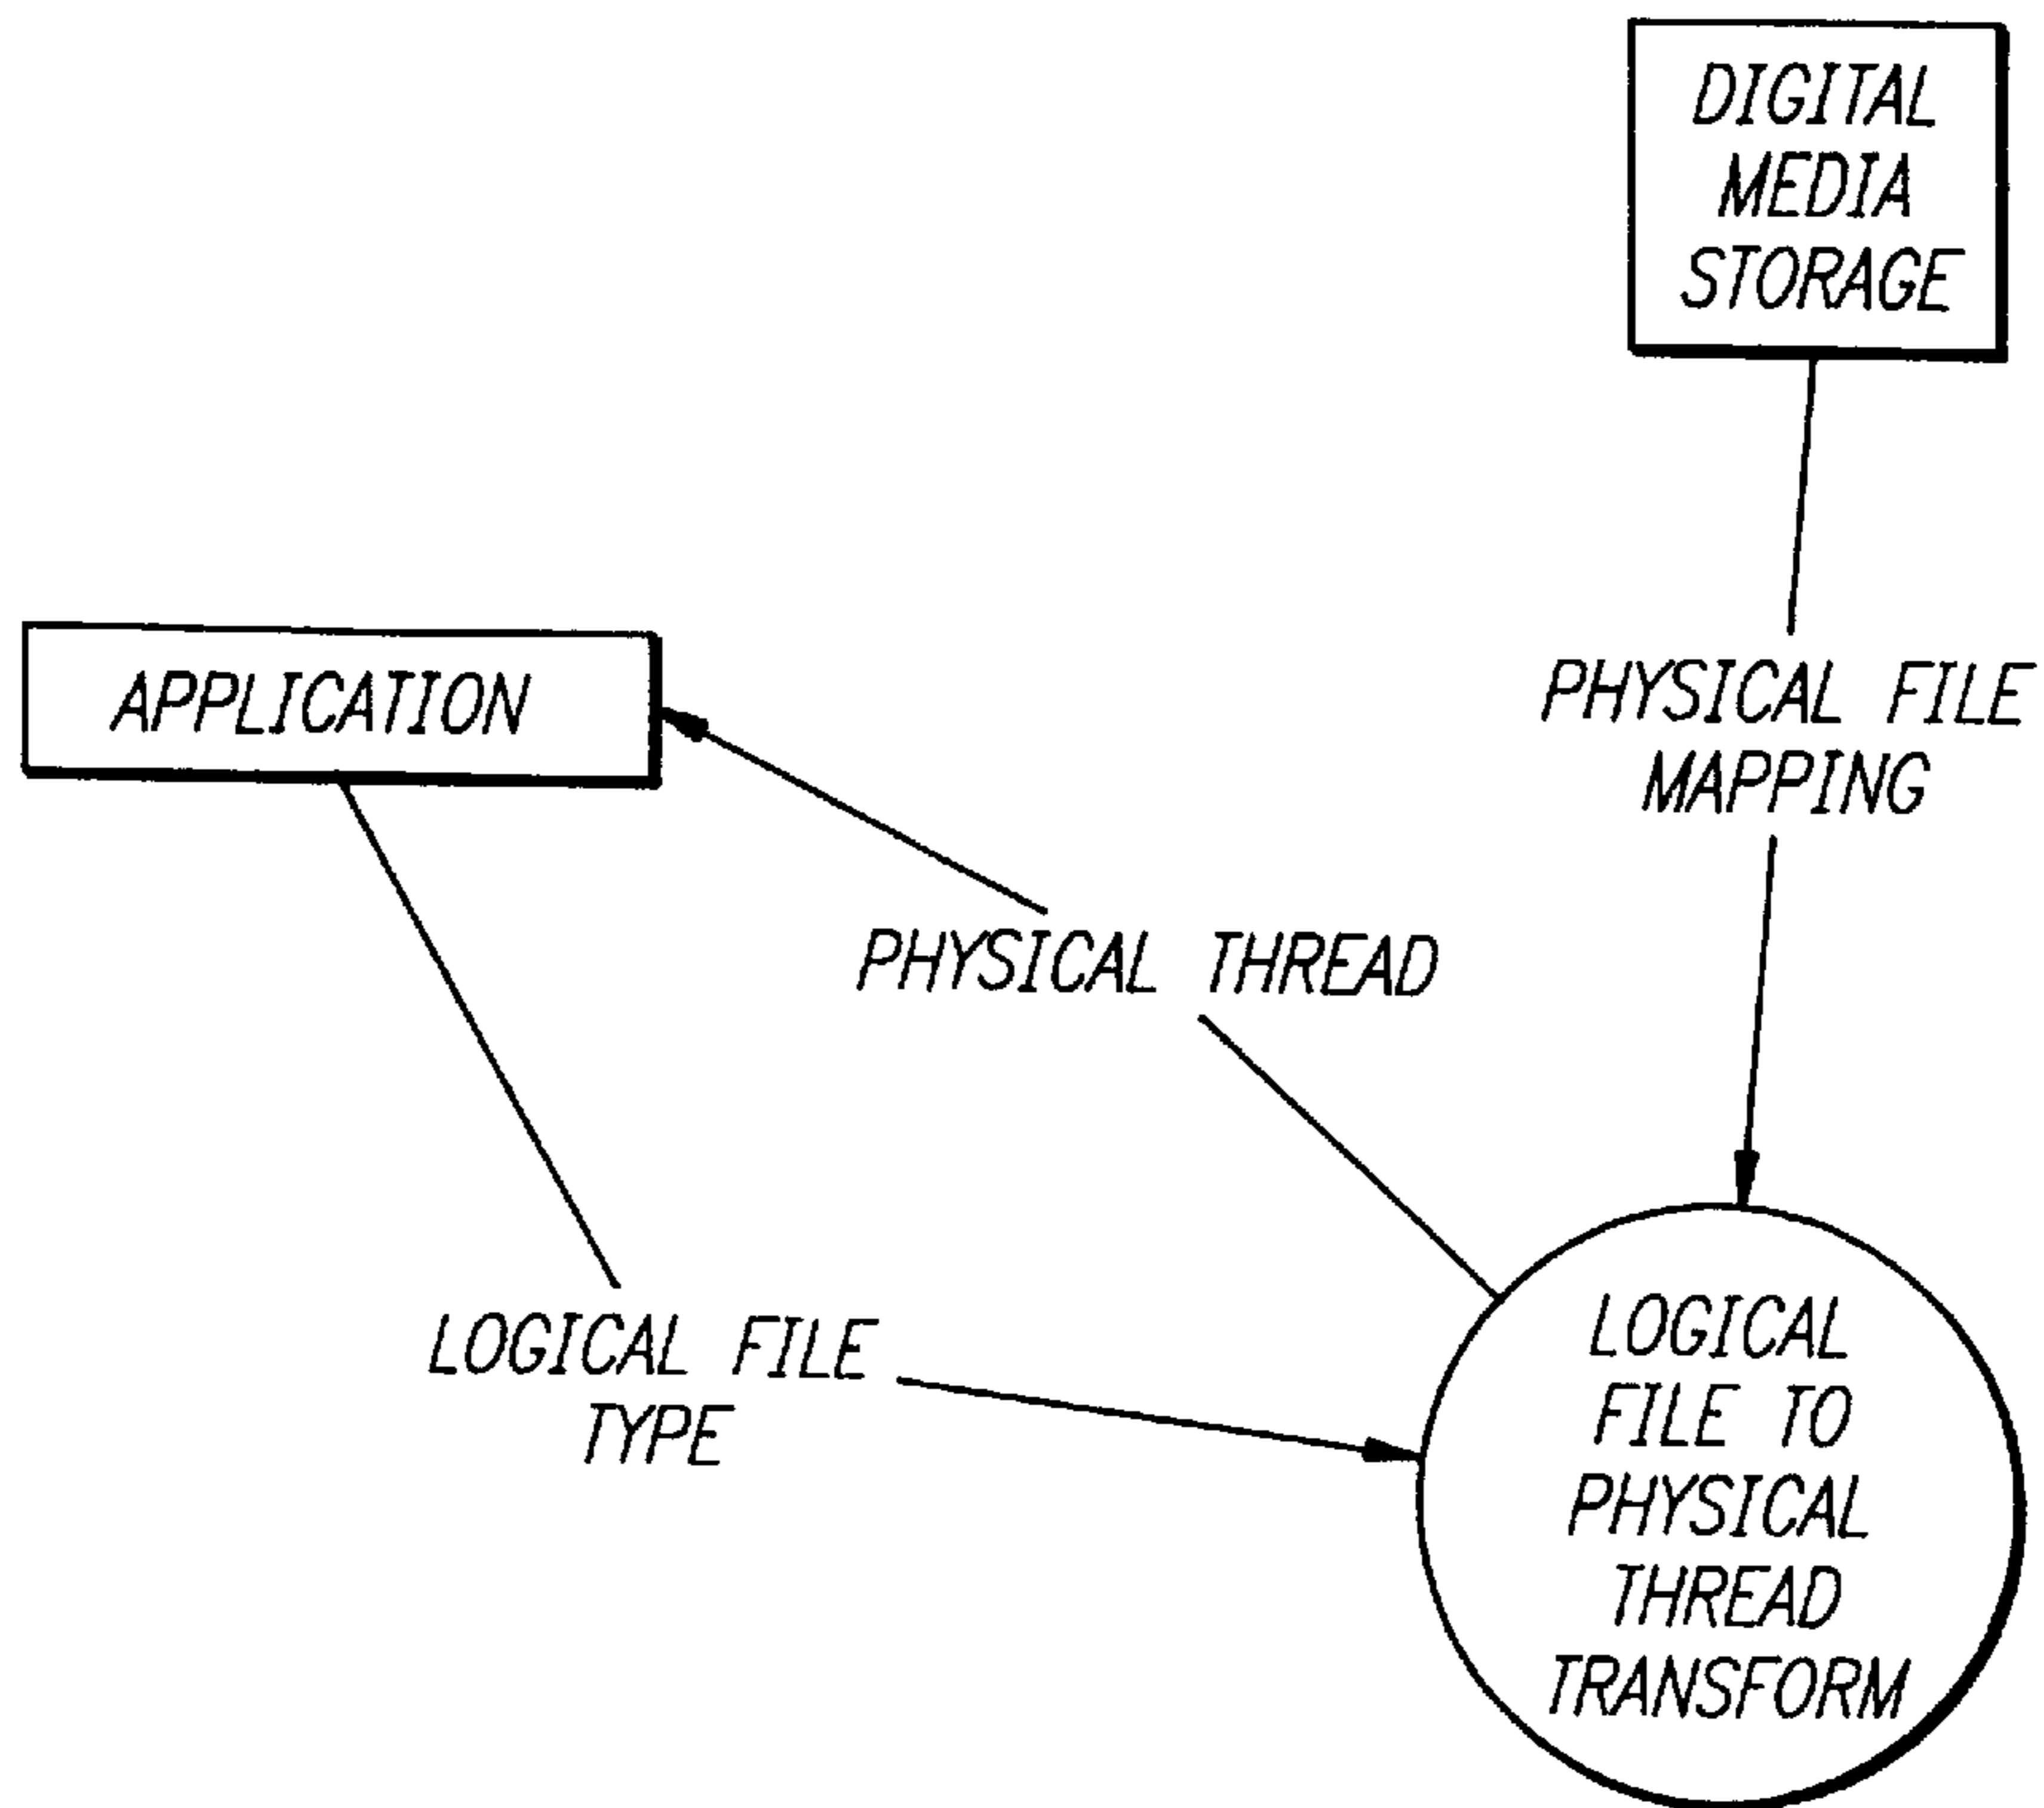 DIGITAL
MEDIA
STORAGE
APPLICATION
PHYSICAL FILE
MAPPING
PHYSICAL THREAD
LOGICAL FILE
TYPE
LOGICAL
FILE TO
PHYSICAL
THREAD
TRANSFORM